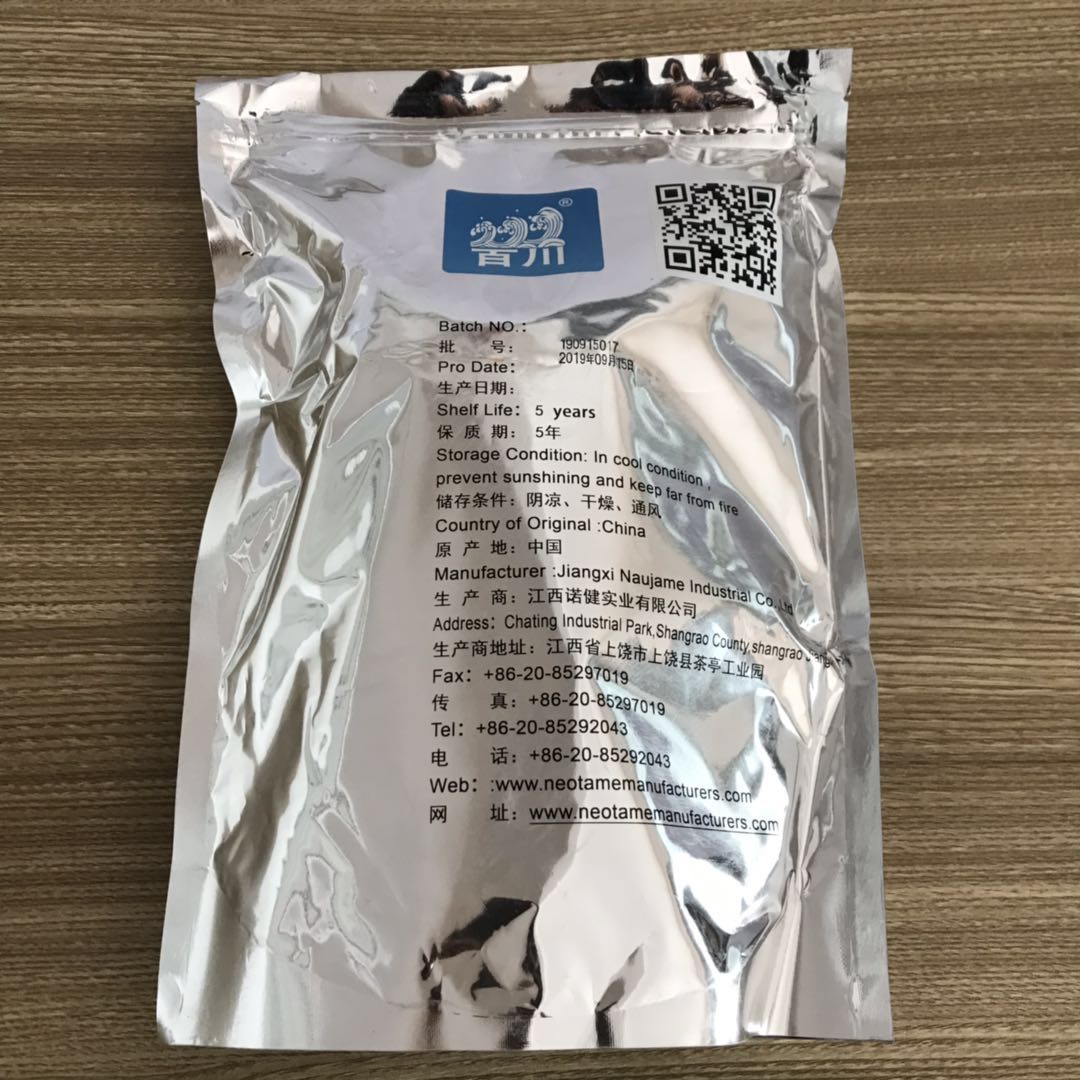 ®
百川
Batch NO.:
批 号: 190915017
Pro Date: 2019年09月15日
生产日期:
Shelf Life: 5 years
保 质 期: 5年
Storage Condition: In cool condition ,
prevent sunshining and keep far from fire
储存条件: 阴凉、干燥、通风
Country of Original :China
原 产 地: 中国
Manufacturer :Jiangxi Naujame Industrial Co.,Ltd
生 产 商: 江西诺健实业有限公司
Address: Chating Industrial Park,Shangrao County,shangrao
生产商地址: 江西省上饶市上饶县茶亭工业园
Fax: +86-20-85297019
传 真: +86-20-85297019
Tel: +86-20-85292043
电 话: +86-20-85292043
Web: :www.neotamemanufacturers.com
网 址: www.neotamemanufacturers.com